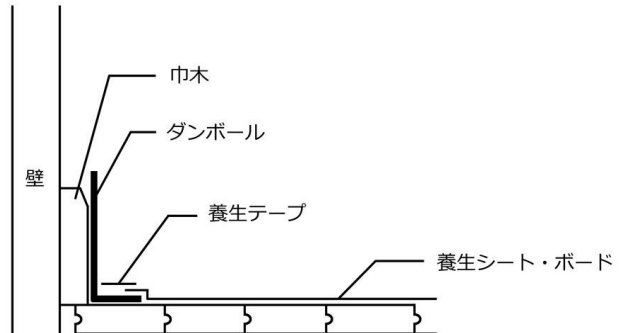 巾木
ダンボール
壁
養生テープ
養生シート・ボード